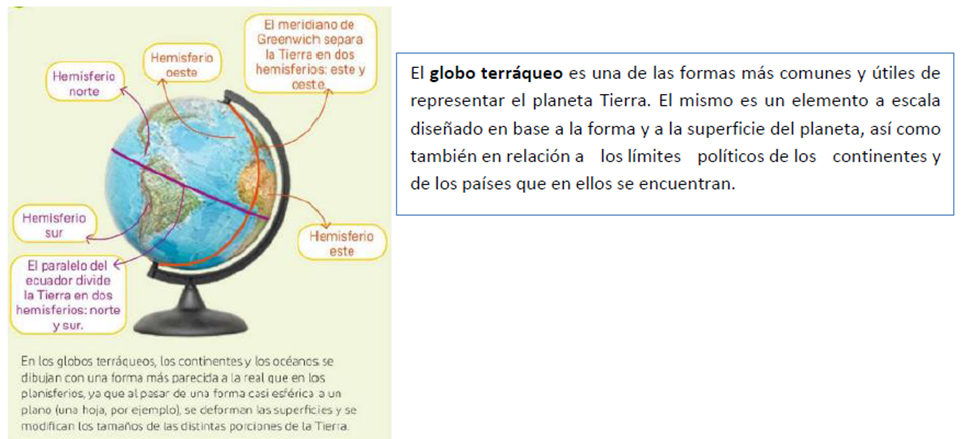 El meridiano de
Greenwich separa
la Tierra en dos
hemisferios: este y
oeste.
Hemisferio
oeste
Hemisferio
norte
Hemisferio
sur
Hemisferio
este
El paralelo del
ecuador divide
la Tierra en dos
hemisferios: norte
y sur.
En los globos terráqueos, los continentes y los océanos se
dibujan con una forma más parecida a la real que en los
planisferios, ya que al pasar de una forma casi esférica a un
plano (una hoja, por ejemplo), se deforman las superficies y se
modifican los tamaños de las distintas porciones de la Tierra.
El globo terráqueo es una de las formas más comunes y útiles de
representar el planeta Tierra. El mismo es un elemento a escala
diseñado en base a la forma y a la superficie del planeta, así como
también en relación a los límites políticos de los continentes y
de los países que en ellos se encuentran.